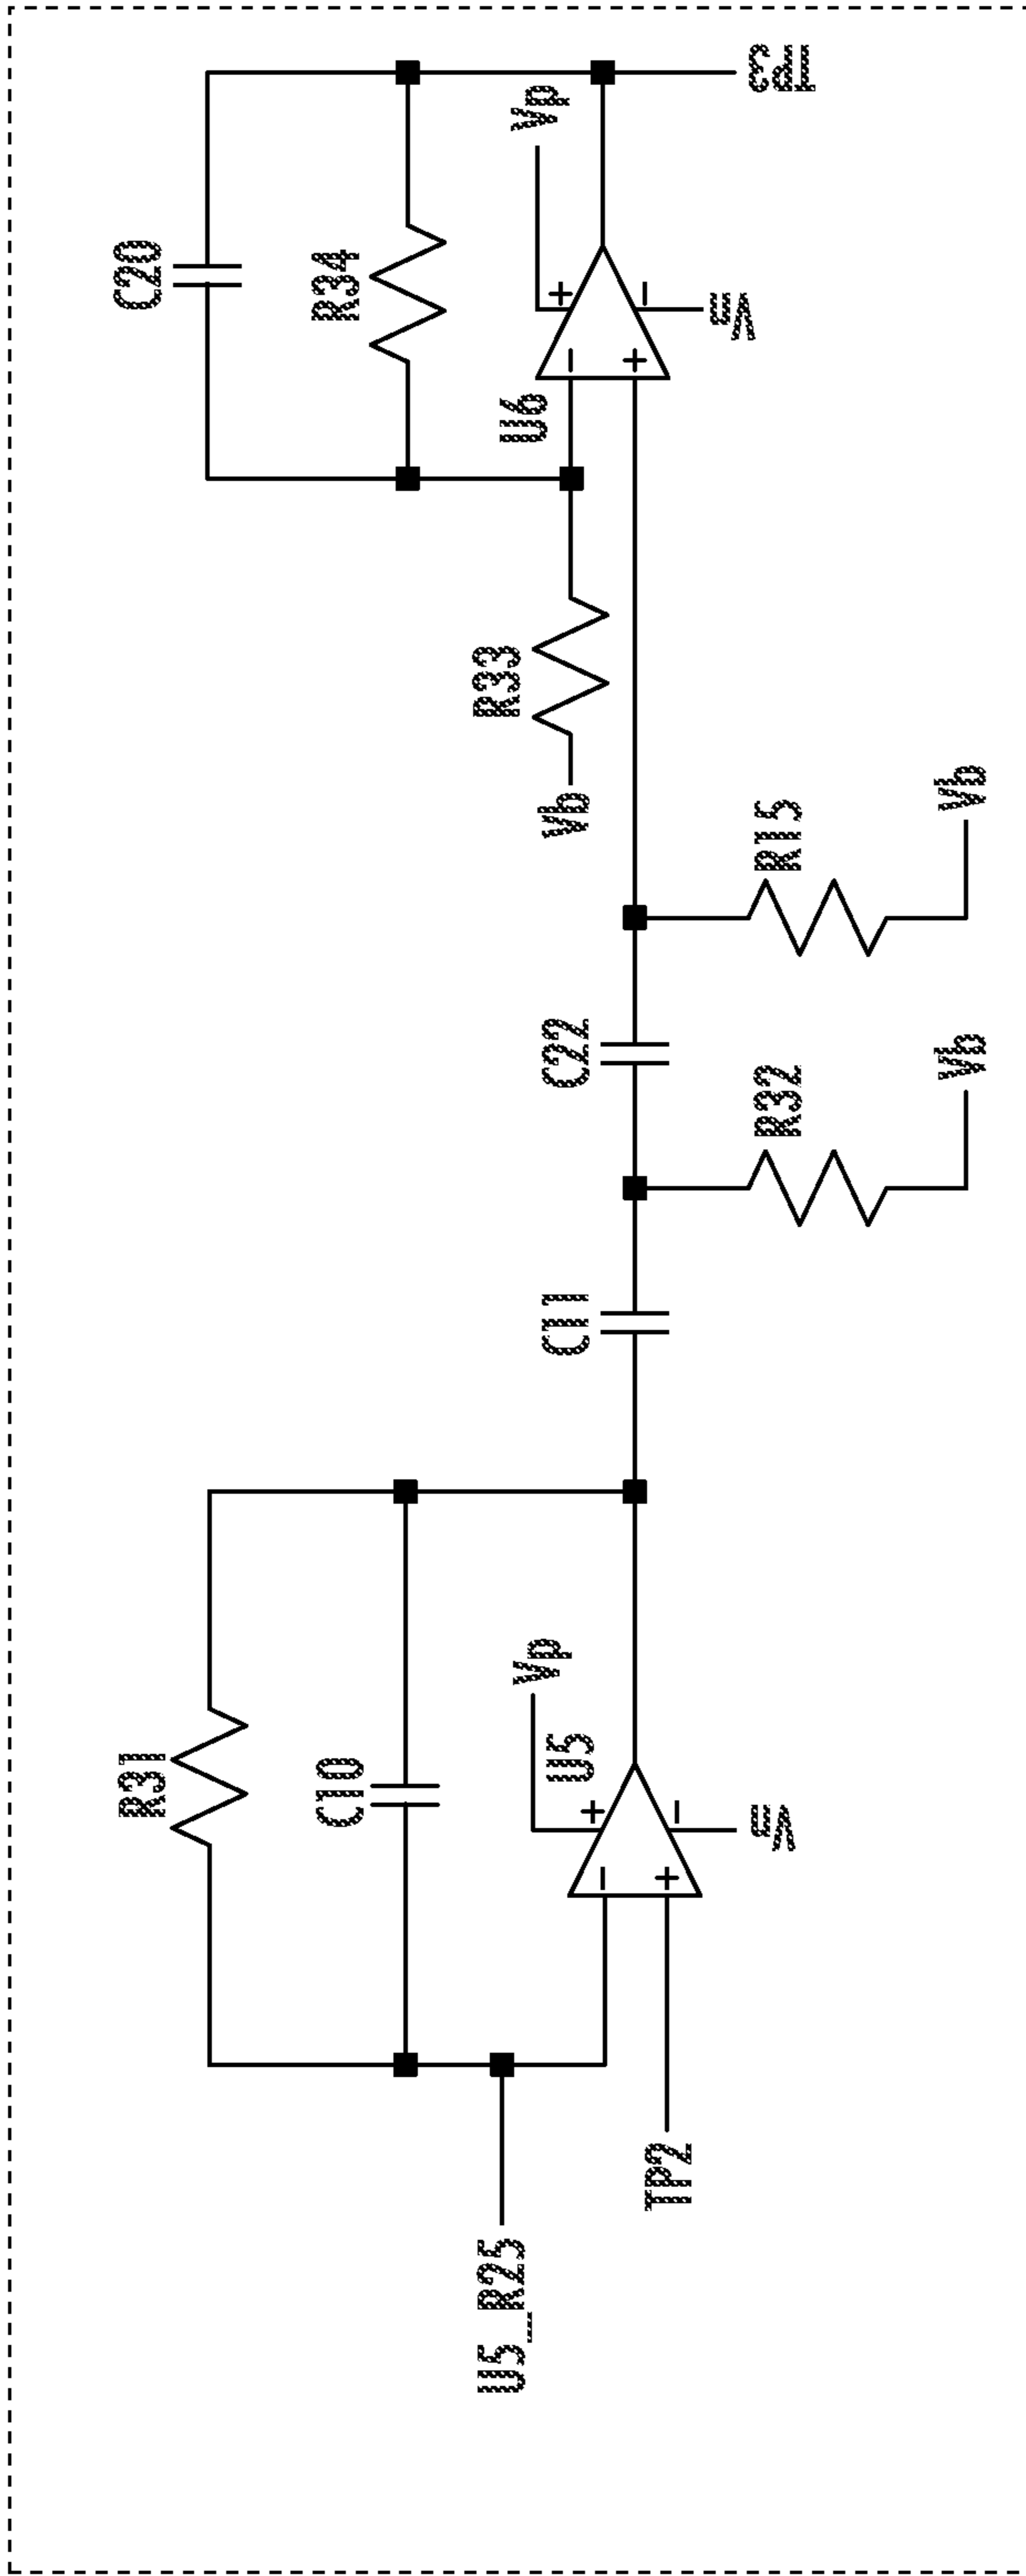 R31
C20
C10
R34
U5_R25
R33
U6
Vp
Vp
U5
C11
C22
Vb
TP2
Vn
Vn
R32
R15
TP3
Vb
Vb